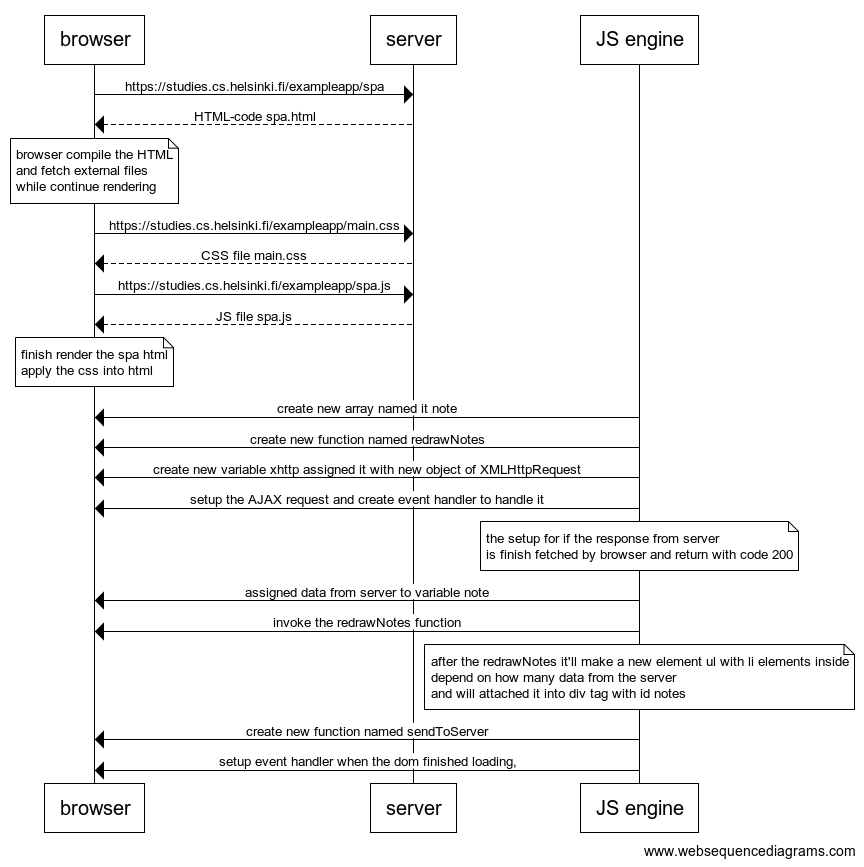 browser
server
JS engine
https://studies.cs.helsinki.fi/exampleapp/spa
HTML-code spa.html
browser compile the HTML
and fetch external files
while continue rendering
https://studies.cs.helsinki.fi/exampleapp/main.css
CSS file main.css
https://studies.cs.helsinki.fi/exampleapp/spa.js
JS file spa.js
finish render the spa html
apply the css into html
create new array named it note
create new function named redrawNotes
create new variable xhttp assigned it with new object of XMLHttpRequest
setup the AJAX request and create event handler to handle it
the setup for if the response from server
is finish fetched by browser and return with code 200
assigned data from server to variable note
invoke the redrawNotes function
after the redrawNotes it'll make a new element ul with li elements inside
depend on how many data from the server
and will attached it into div tag with id notes
create new function named sendToServer
setup event handler when the dom finished loading,
browser
server
JS engine
www.websequencediagrams.com